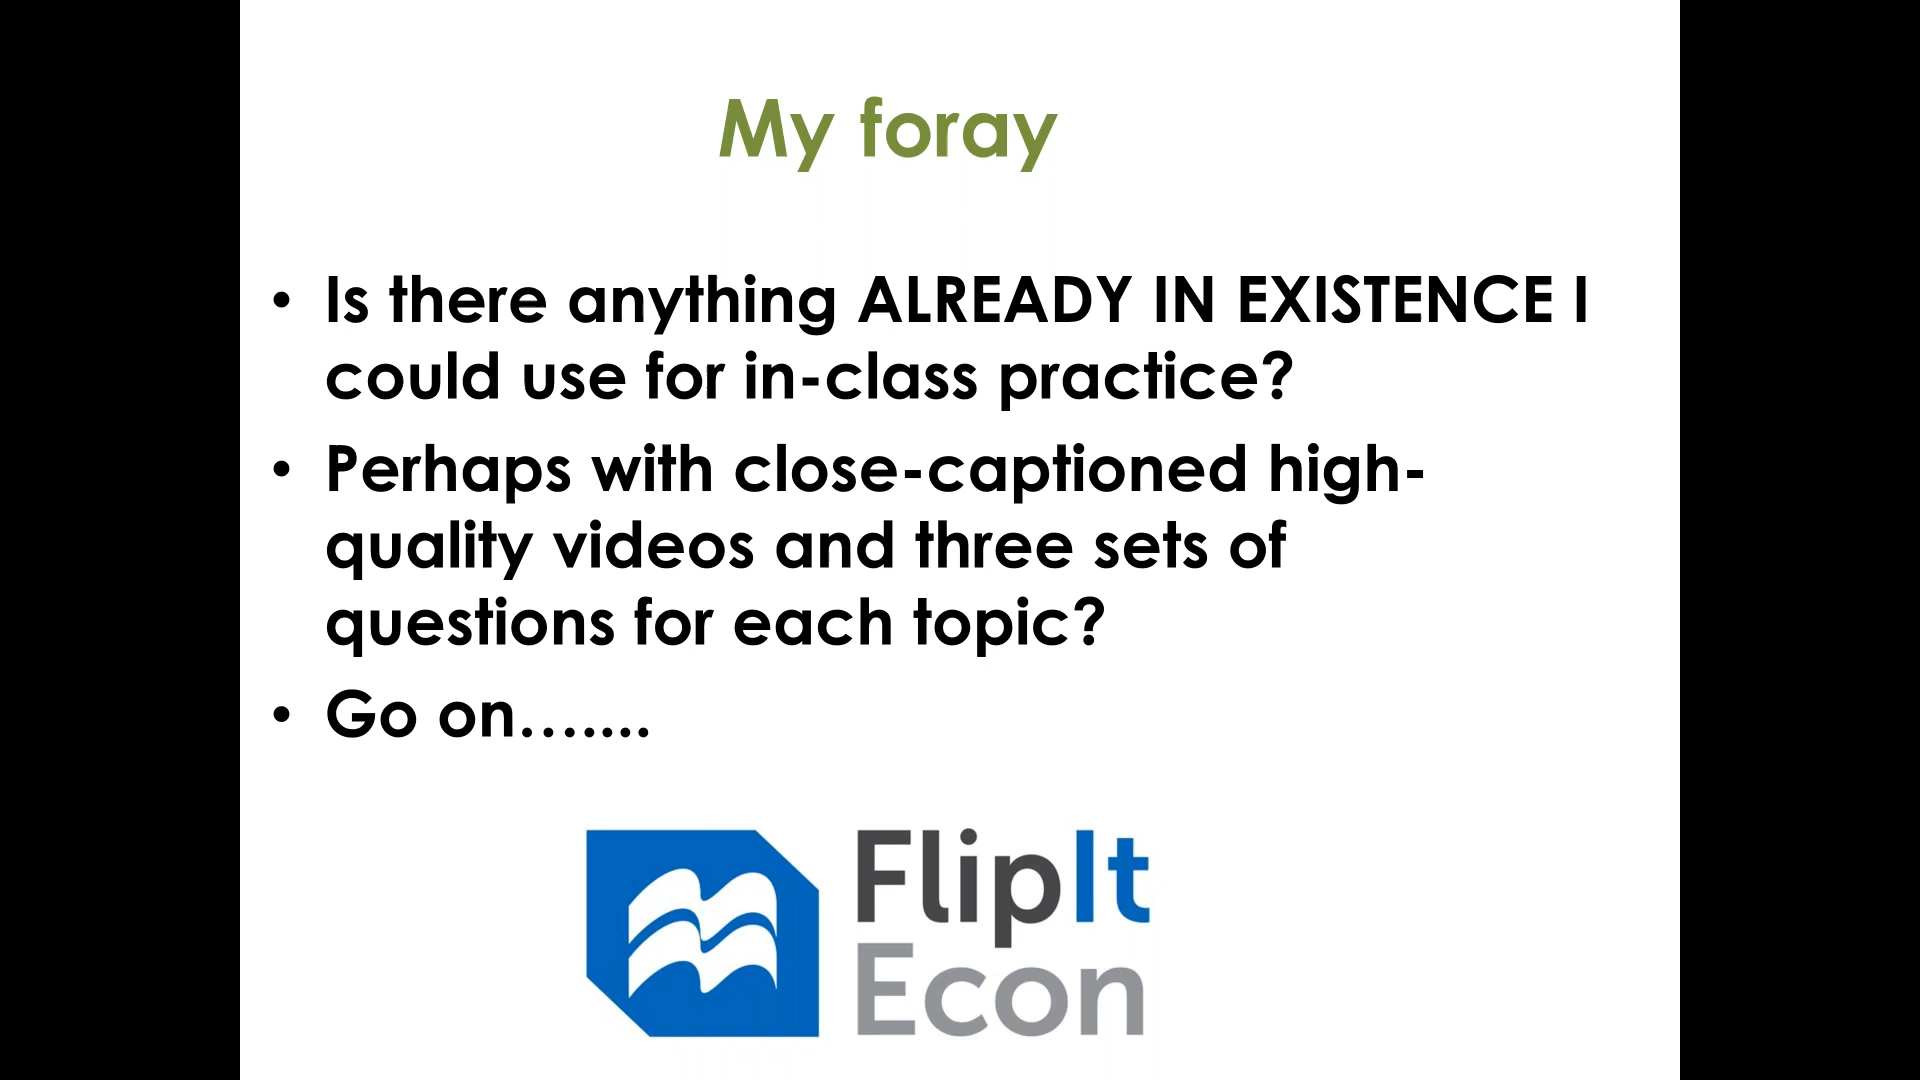 My foray
• Is there anything ALREADY IN EXISTENCE I
could use for in-class practice?
• Perhaps with close-captioned high-
quality videos and three sets of
questions for each topic?
• Go on…....
FlipIt
Econ